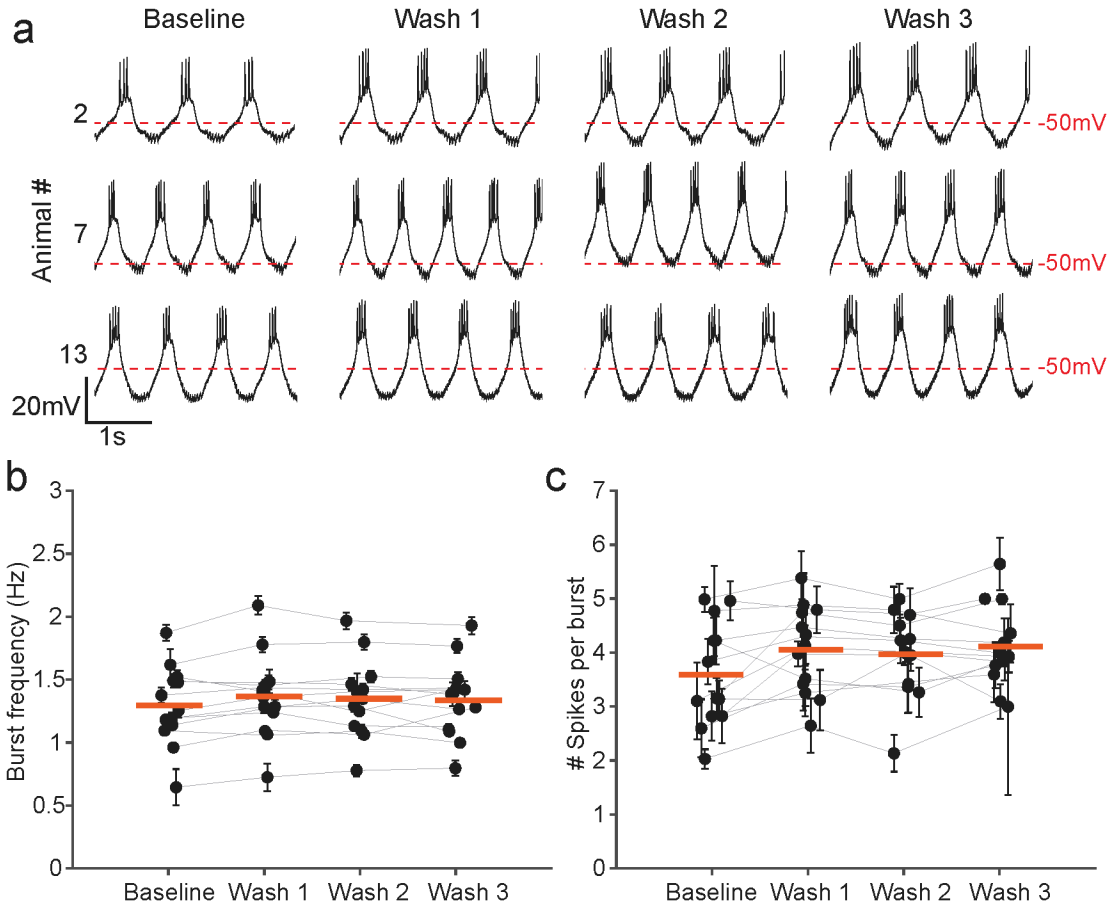 a
Baseline Wash 1 Wash 2 Wash 3
Animal #
2
-50mV
7
-50mV
13
-50mV
20mV
1s
b
Burst frequency (Hz)
3
2.5
2
1.5
1
0.5
0
Baseline Wash 1 Wash 2 Wash 3
c
# Spikes per burst
7
6
5
4
3
2
1
0
Baseline Wash 1 Wash 2 Wash 3